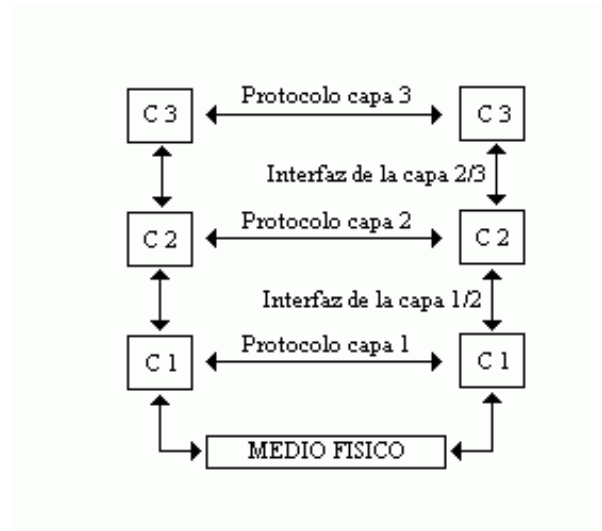 Protocolo capa 3
C 3
C 3
Interfaz de la capa 2/3
Protocolo capa 2
C 2
C 2
Interfaz de la capa 1/2
Protocolo capa 1
C 1
C 1
MEDIO FISICO